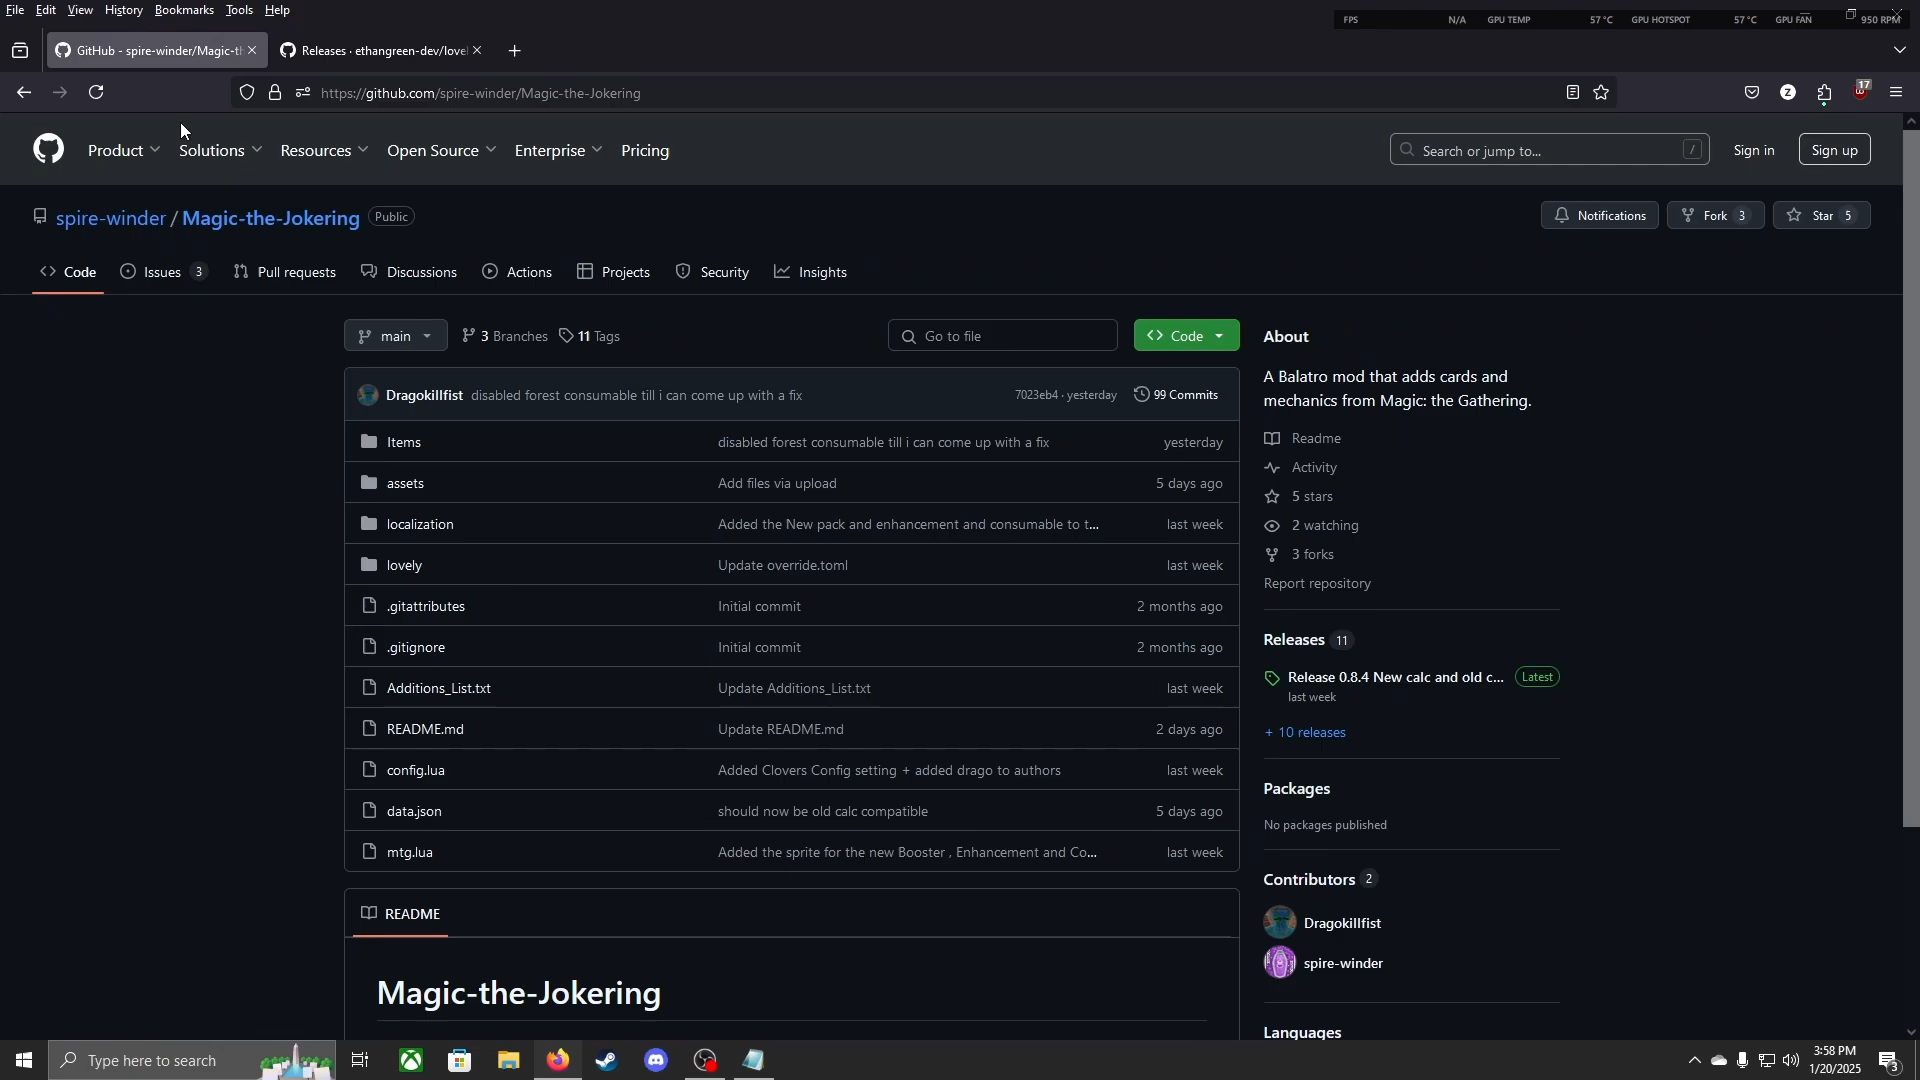 File Edit View History Bookmarks Tools Help
FPS N/A GPU TEMP 57 °C GPU HOTSPOT 57 °C GPU FAN 950 RPM
GitHub - spire-winder/Magic-th
Releases · ethangreen-dev/lovel
https://github.com/spire-winder/Magic-the-Jokering
Z
17
Product Solutions Resources Open Source Enterprise Pricing
Search or jump to... /
Sign in
Sign up
spire-winder / Magic-the-Jokering Public
Notifications
Fork 3
Star 5
Code Issues 3 Pull requests Discussions Actions Projects Security Insights
main 3 Branches 11 Tags
Go to file
Code
Dragokillfist disabled forest consumable till i can come up with a fix 7023eb4 · yesterday 99 Commits
Items disabled forest consumable till i can come up with a fix yesterday
assets Add files via upload 5 days ago
localization Added the New pack and enhancement and consumable to t... last week
lovely Update override.toml last week
.gitattributes Initial commit 2 months ago
.gitignore Initial commit 2 months ago
Additions_List.txt Update Additions_List.txt last week
README.md Update README.md 2 days ago
config.lua Added Clovers Config setting + added drago to authors last week
data.json should now be old calc compatible 5 days ago
mtg.lua Added the sprite for the new Booster , Enhancement and Co... last week
README
Magic-the-Jokering
About
A Balatro mod that adds cards and
mechanics from Magic: the Gathering.
Readme
Activity
5 stars
2 watching
3 forks
Report repository
Releases 11
Release 0.8.4 New calc and old c... Latest
last week
+ 10 releases
Packages
No packages published
Contributors 2
Dragokillfist
spire-winder
Languages
Type here to search
3:58 PM
1/20/2025
3